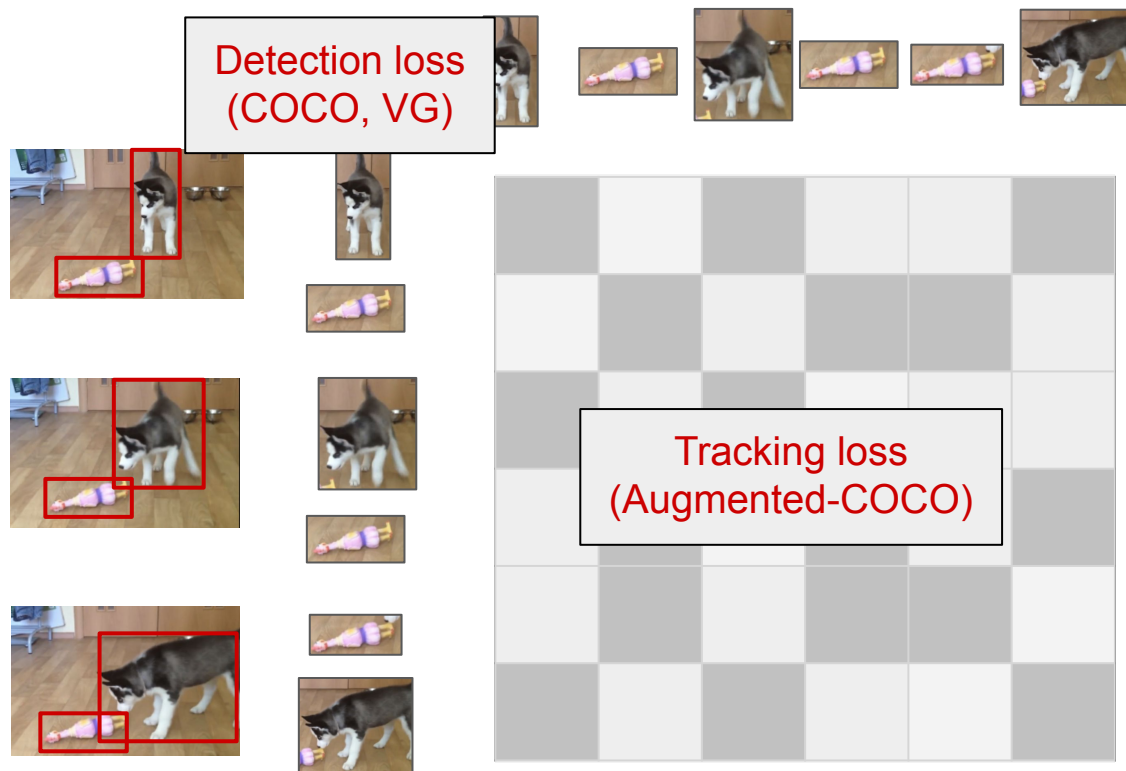 Detection loss
(COCO, VG)
Tracking loss
(Augmented-COCO)